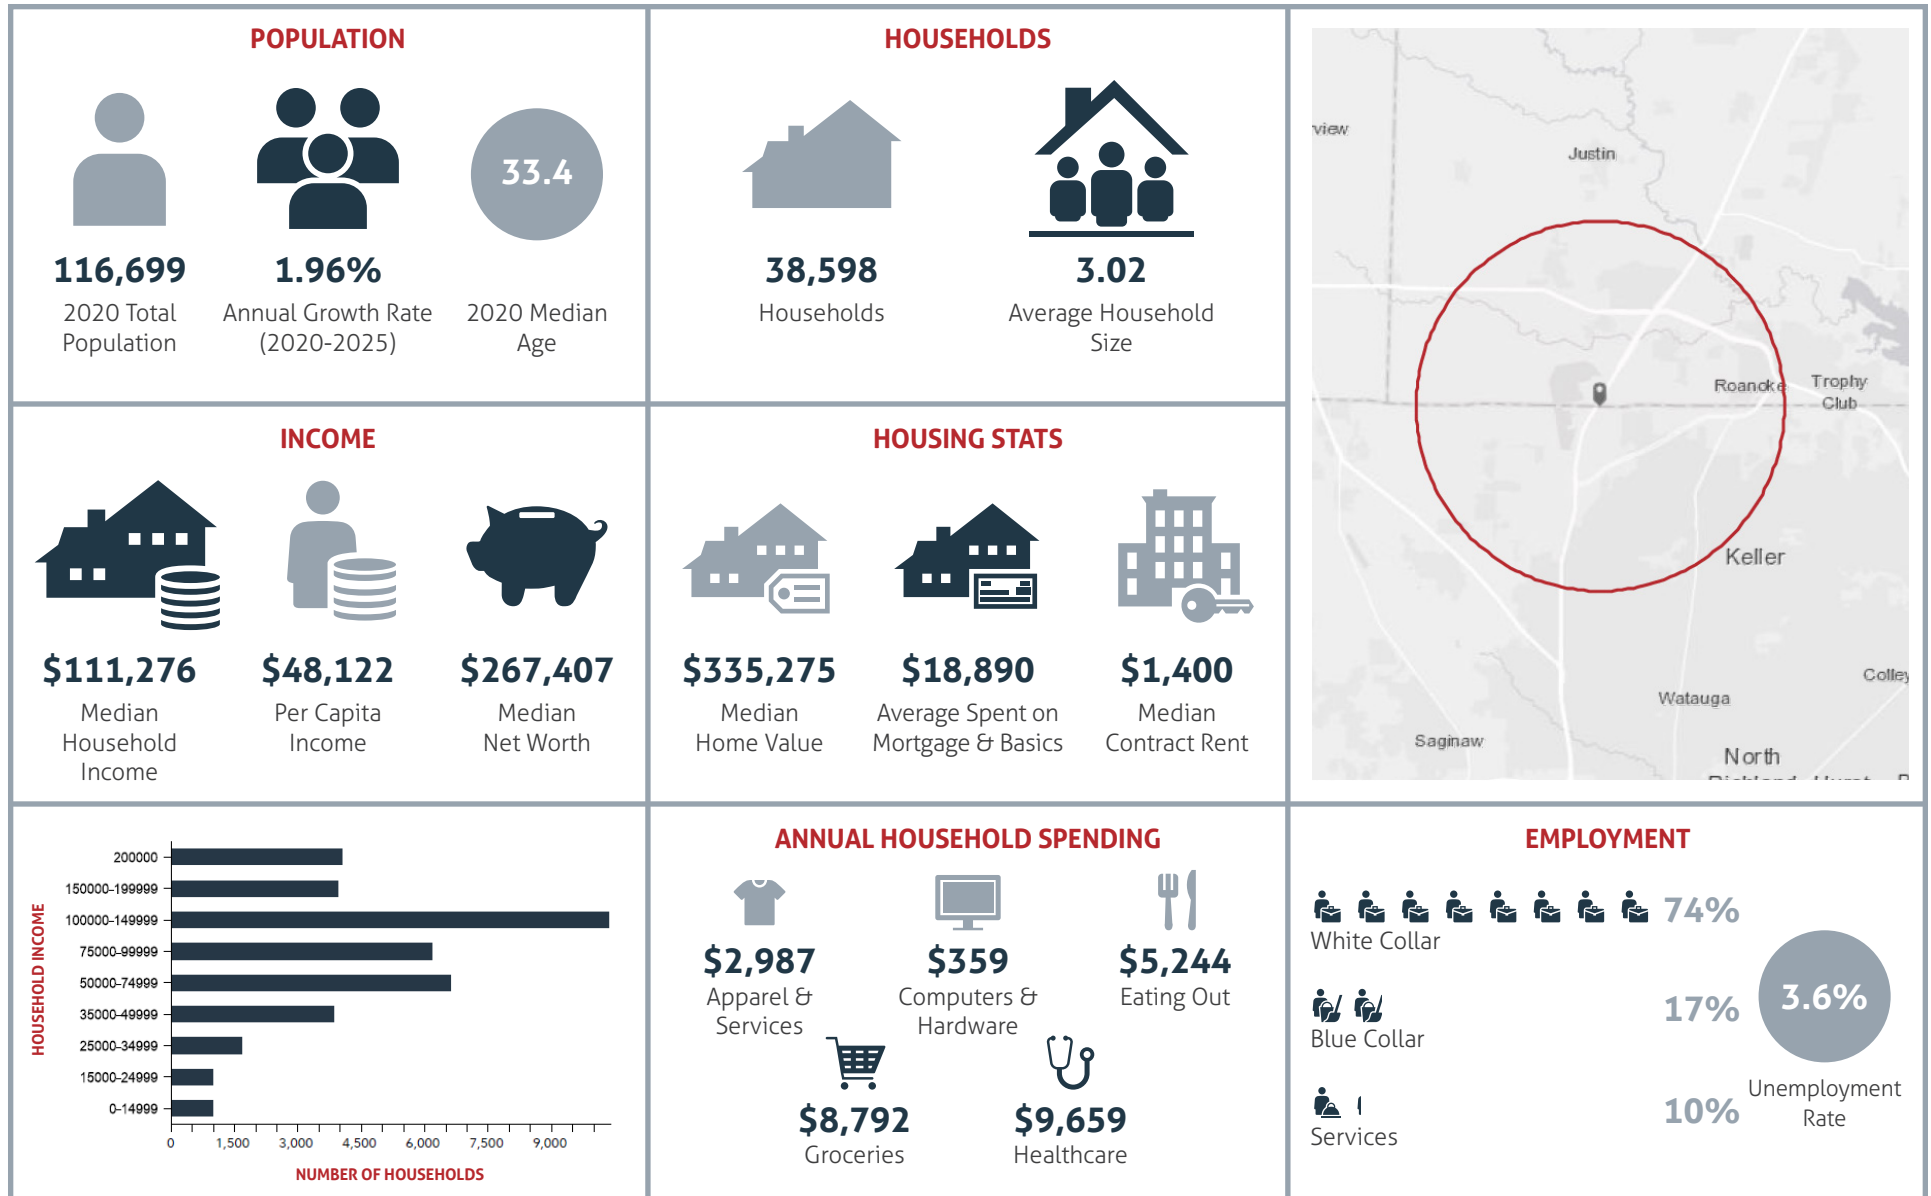 POPULATION
33.4
116,699
2020 Total
Population
1.96%
Annual Growth Rate
(2020-2025)
2020 Median
Age
HOUSEHOLDS
38,598
Households
3.02
Average Household
Size
view
Justin
Roanoke
Trophy
Club
Keller
Colley
Watauga
Saginaw
North
INCOME
$111,276
Median
Household
Income
$48,122
Per Capita
Income
$267,407
Median
Net Worth
HOUSING STATS
$335,275
Median
Home Value
$18,890
Average Spent on
Mortgage & Basics
$1,400
Median
Contract Rent
HOUSEHOLD INCOME
200000
150000-199999
100000-149999
75000-99999
50000-74999
35000-49999
25000-34999
15000-24999
0-14999
0 1,500 3,000 4,500 6,000 7,500 9,000
NUMBER OF HOUSEHOLDS
ANNUAL HOUSEHOLD SPENDING
$2,987
Apparel &
Services
$359
Computers &
Hardware
$5,244
Eating Out
$8,792
Groceries
$9,659
Healthcare
EMPLOYMENT
74%
White Collar
17%
Blue Collar
10%
Services
3.6%
Unemployment
Rate